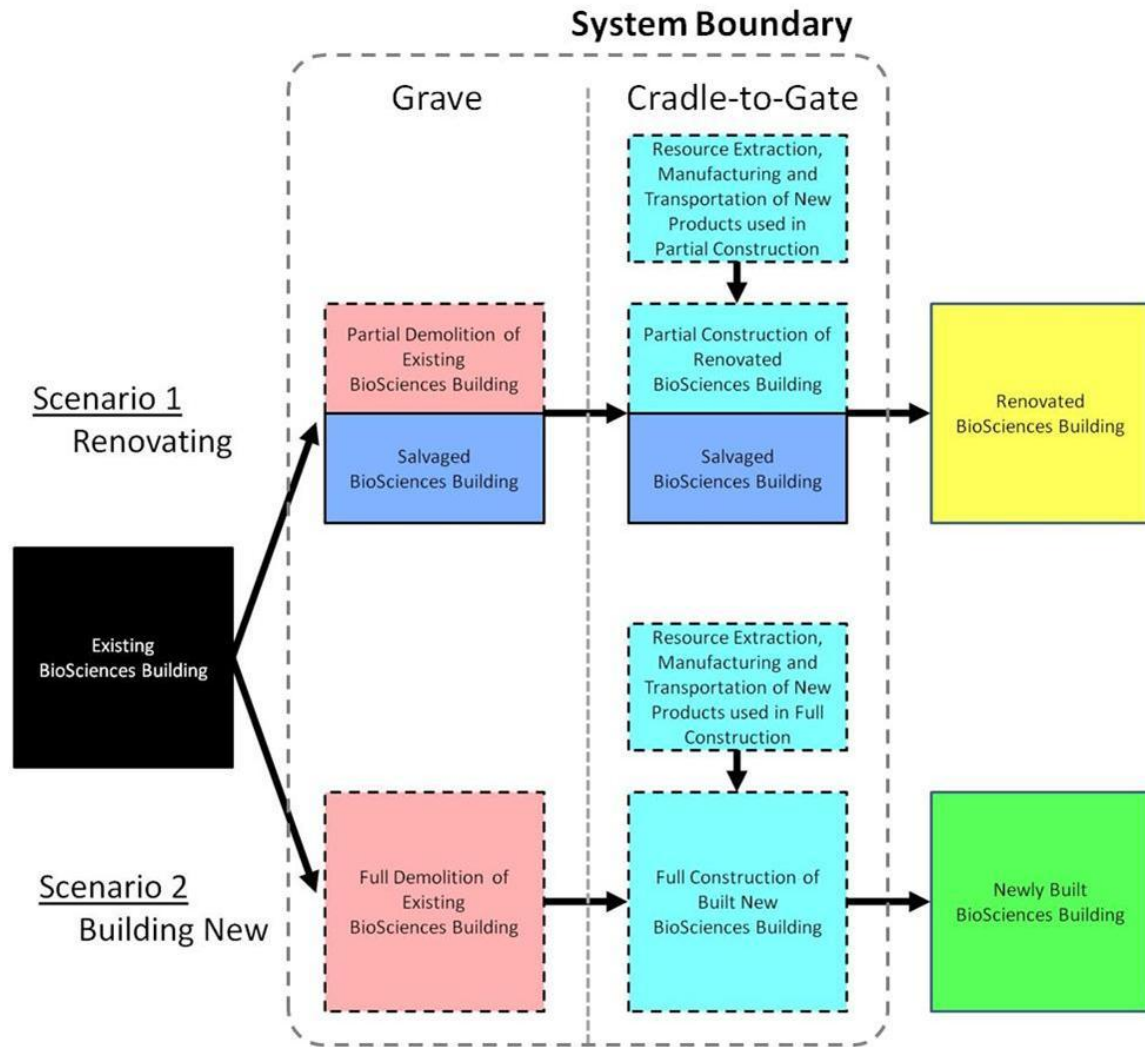 System Boundary
Grave
Cradle-to-Gate
Resource Extraction,
Manufacturing and
Transportation of New
Products used in
Partial Construction
Scenario 1
Renovating
Partial Demolition of
Existing
BioSciences Building
Salvaged
BioSciences Building
Partial Construction of
Renovated
BioSciences Building
Salvaged
BioSciences Building
Renovated
BioSciences Building
Existing
BioSciences Building
Resource Extraction,
Manufacturing and
Transportation of New
Products used in Full
Construction
Scenario 2
Building New
Full Demolition of
Existing
BioSciences Building
Full Construction of
Built New
BioSciences Building
Newly Built
BioSciences Building